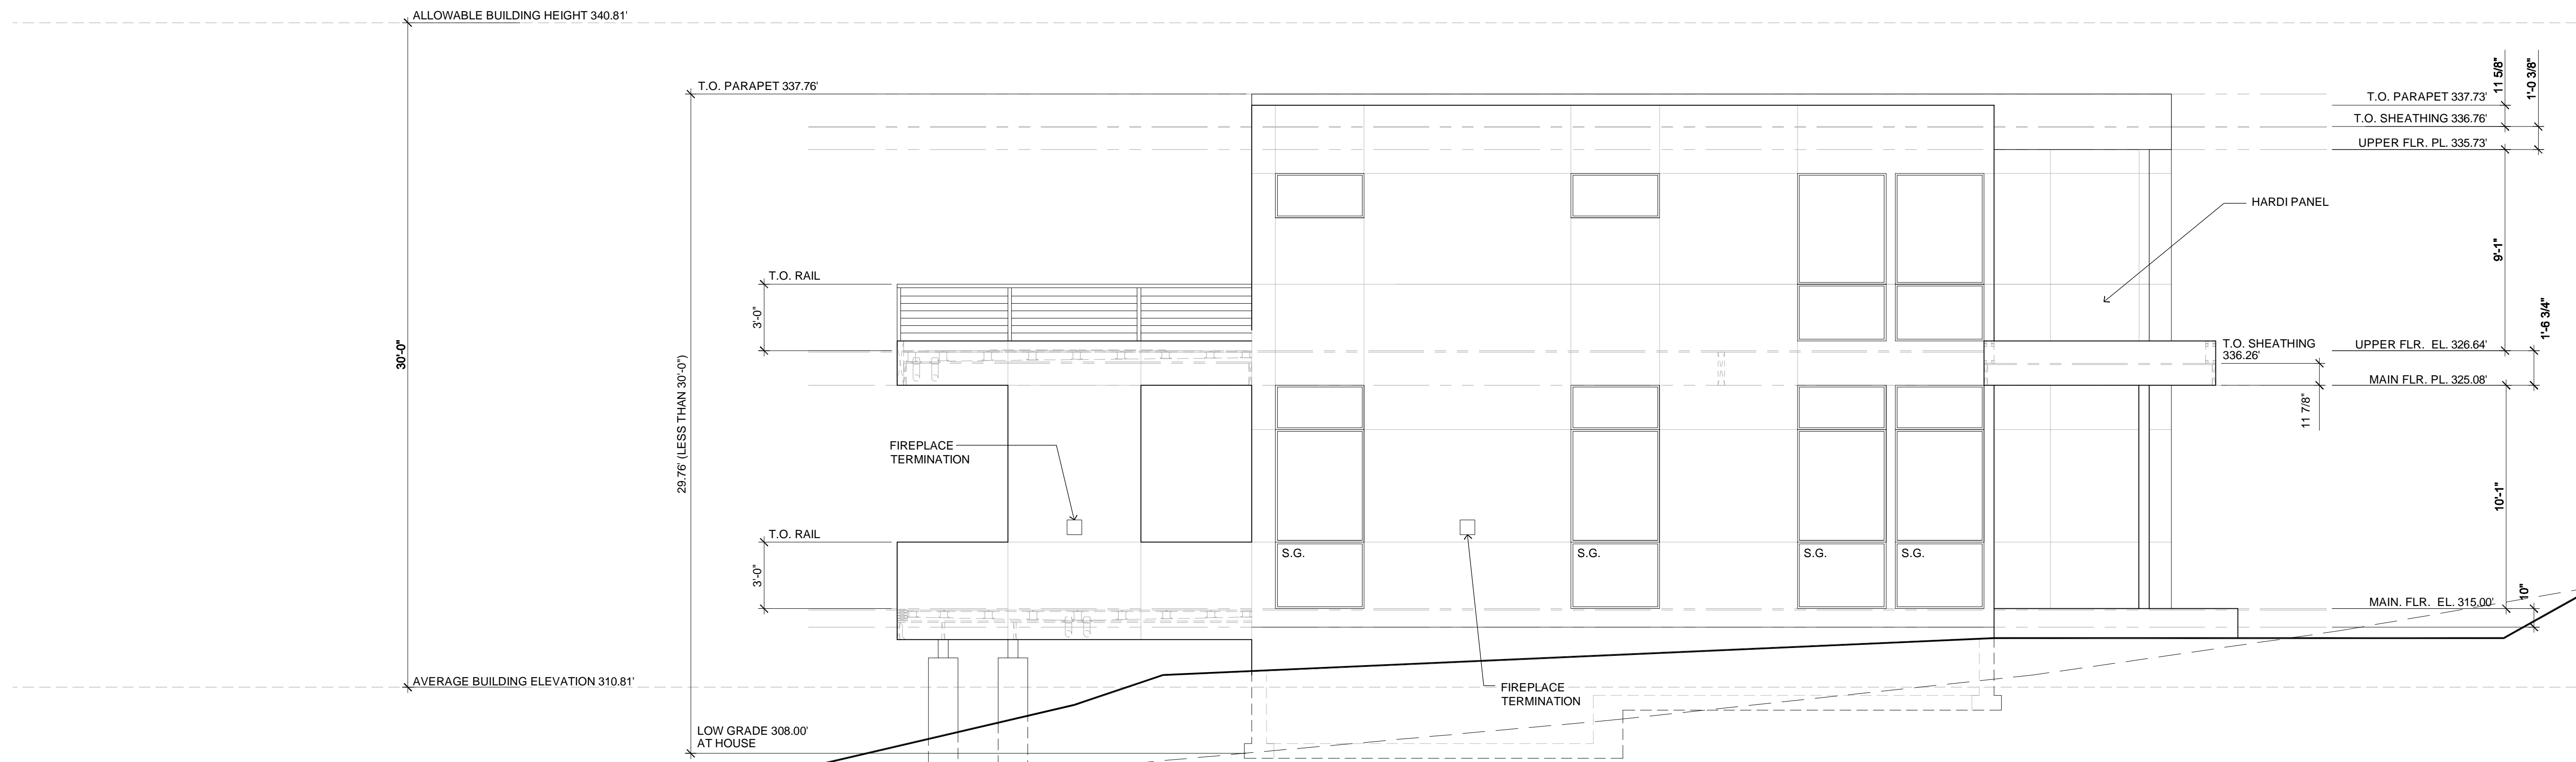 ALLOWABLE BUILDING HEIGHT 340.81'
T.O. PARAPET 337.76'
11 5/8"
1'-0 3/8"
T.O. PARAPET 337.73'
T.O. SHEATHING 336.76'
UPPER FLR. PL. 335.73'
HARDI PANEL
9'-1"
T.O. RAIL
3'-0"
30'-0"
29.76' (LESS THAN 30'-0")
1'-6 3/4"
T.O. SHEATHING
336.26'
UPPER FLR. EL. 326.64'
MAIN FLR. PL. 325.08'
11 7/8"
FIREPLACE
TERMINATION
10'-1"
T.O. RAIL
3'-0"
S.G.
S.G.
S.G.
S.G.
10"
MAIN. FLR. EL. 315.00'
AVERAGE BUILDING ELEVATION 310.81'
FIREPLACE
TERMINATION
LOW GRADE 308.00'
AT HOUSE